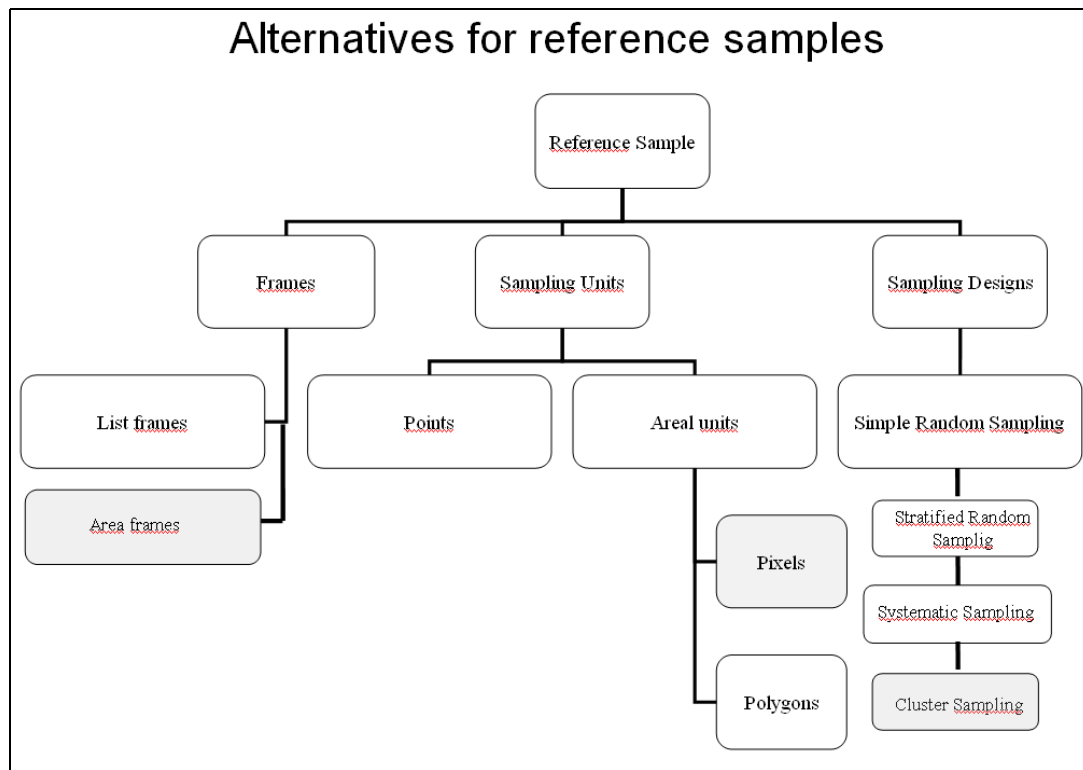 Alternatives for reference samples
Reference Sample
Frames
Sampling Units
Sampling Designs
List frames
Points
Areal units
Simple Random Sampling
Area frames
Stratified Random
Samplig
Pixels
Systematic Sampling
Polygons
Cluster Sampling